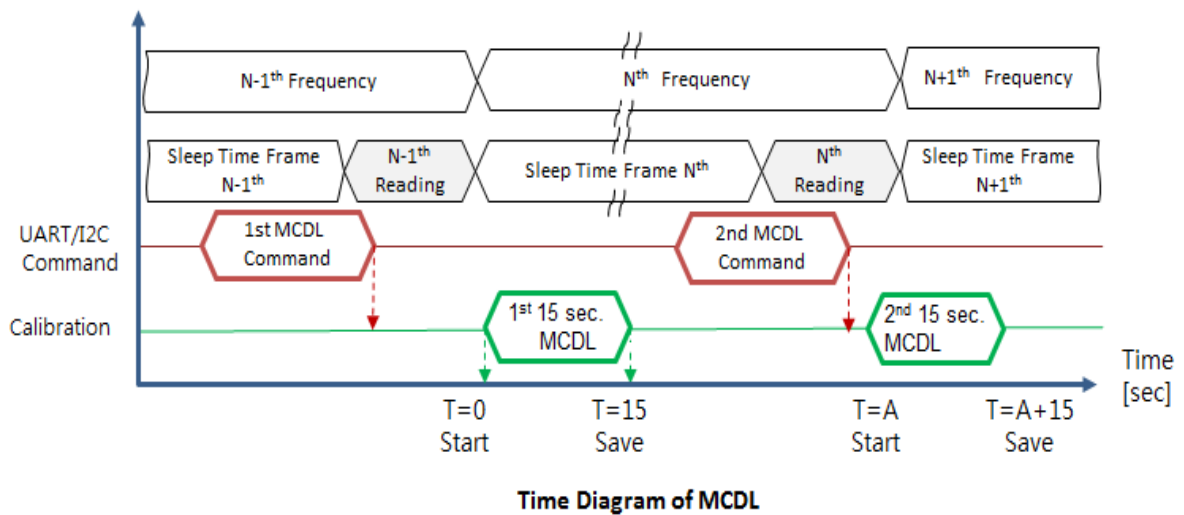 N-1th Frequency
Nth Frequency
N+1th Frequency
Sleep Time Frame
N-1th
N-1th
Reading
Sleep Time Frame Nth
Nth
Reading
Sleep Time Frame
N+1th
UART/I2C
Command
1st MCDL
Command
2nd MCDL
Command
Calibration
1st 15 sec.
MCDL
2nd 15 sec.
MCDL
Time
[sec]
T=0
Start
T=15
Save
T=A
Start
T=A+15
Save
Time Diagram of MCDL